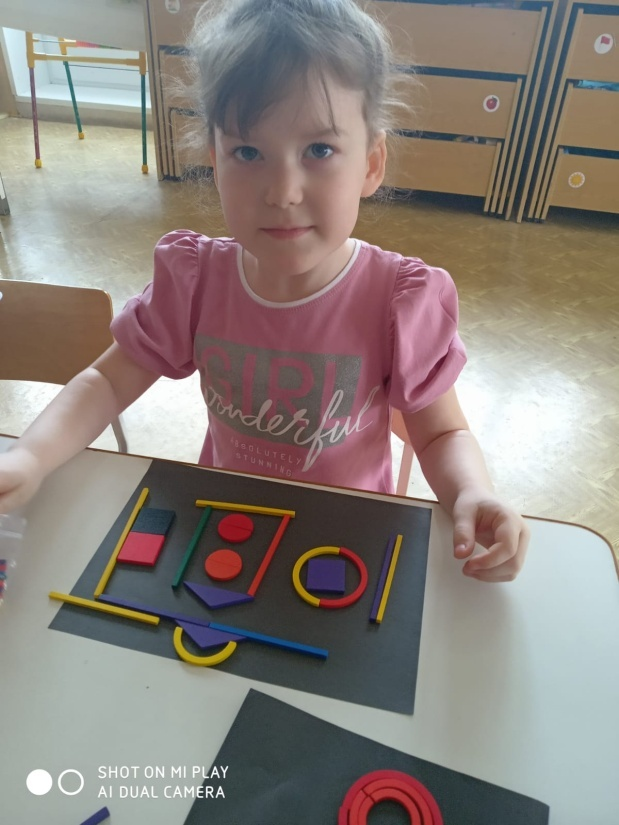 GIRL
wonderful
ABSOLUTELY
STUNNING
SHOT ON MI PLAY
AI DUAL CAMERA